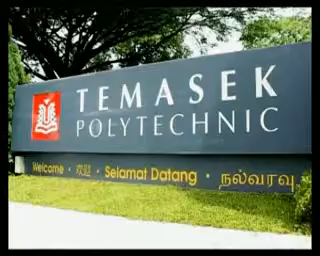 TEMASEK
POLYTECHNIC
Welcome · 欢迎 · Selamat Datang · நல்வரவு